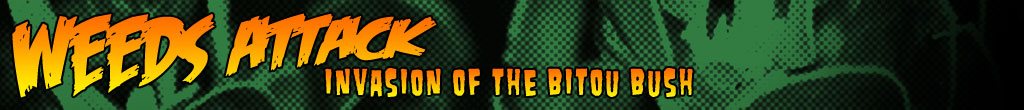 WEEDS ATTACK
INVASION OF THE BITOU BUSH